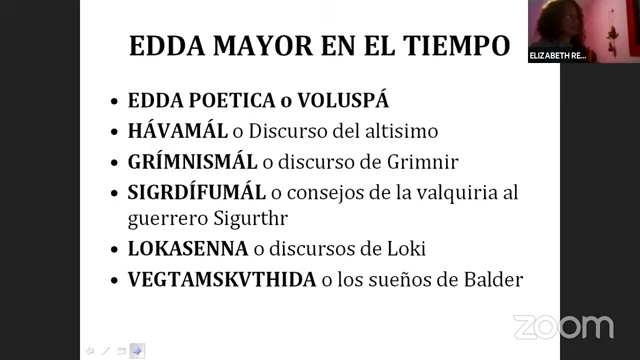 EDDA MAYOR EN EL TIEMPO
ELIZABETH RE...
• EDDA POETICA o VOLUSPÁ
• HÁVAMÁL o Discurso del altisimo
• GRÍMNISMÁL o discurso de Grimnir
• SIGRDÍFUMÁL o consejos de la valquiria al
guerrero Sigurthr
• LOKASENNA o discursos de Loki
• VEGTAMSKVTHIDA o los sueños de Balder
zoom